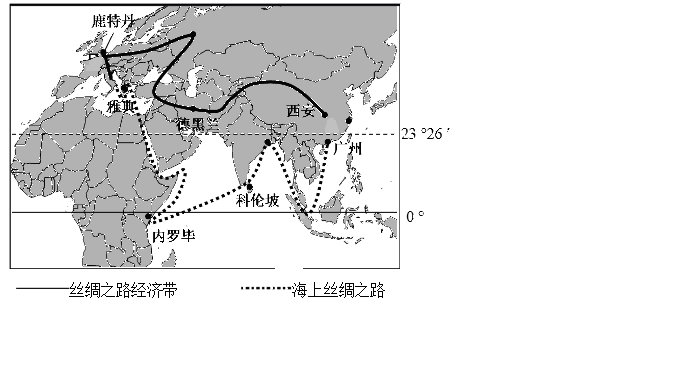 鹿特丹
雅典
德黑兰
西安
23 °26 ′
广州
科伦坡
0 °
内罗毕
丝绸之路经济带
海上丝绸之路